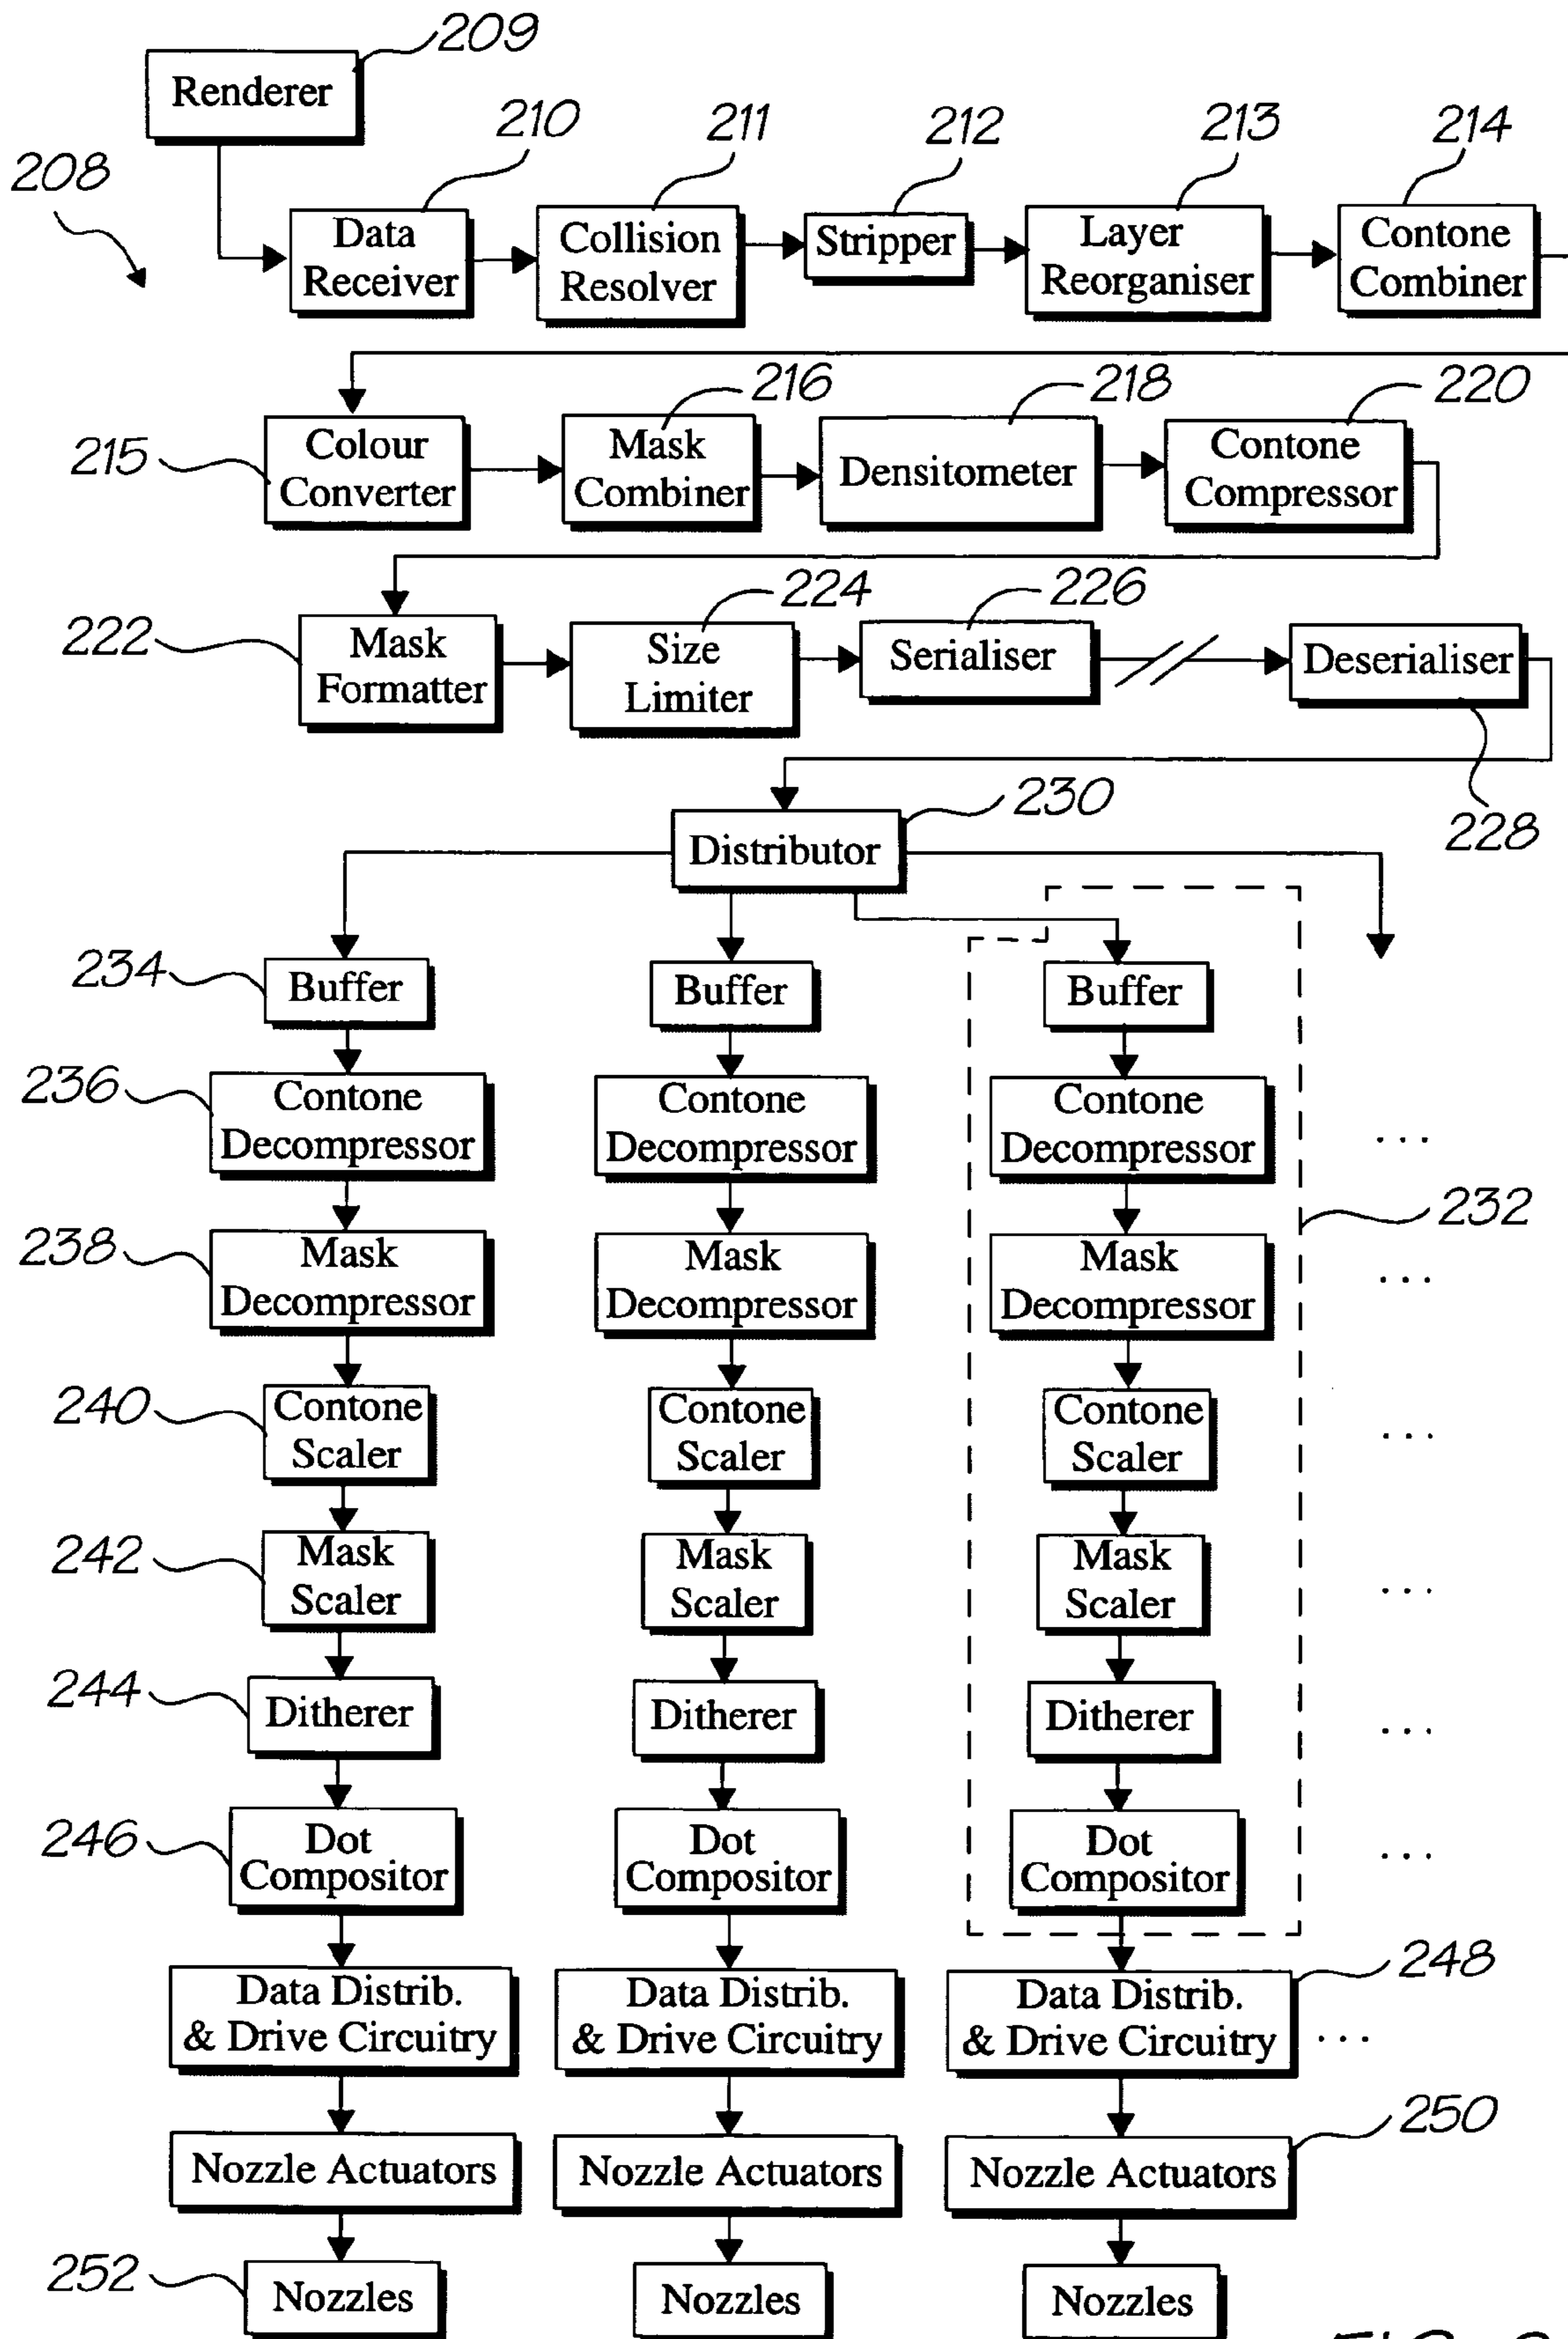 209
Renderer
210
211
212
213
214
208
Data
Receiver
Collision
Resolver
Stripper
Layer
Reorganiser
Contone
Combiner
216
218
220
215
Colour
Converter
Mask
Combiner
Densitometer
Contone
Compressor
224
226
222
Mask
Formatter
Size
Limiter
Serialiser
Deserialiser
228
230
Distributor
234
Buffer
Buffer
Buffer
236
Contone
Decompressor
Contone
Decompressor
Contone
Decompressor
...
232
238
Mask
Decompressor
Mask
Decompressor
Mask
Decompressor
...
240
Contone
Scaler
Contone
Scaler
Contone
Scaler
...
242
Mask
Scaler
Mask
Scaler
Mask
Scaler
...
244
Ditherer
Ditherer
Ditherer
...
246
Dot
Compositor
Dot
Compositor
Dot
Compositor
...
248
Data Distrib.
& Drive Circuitry
Data Distrib.
& Drive Circuitry
Data Distrib.
& Drive Circuitry
...
250
Nozzle Actuators
Nozzle Actuators
Nozzle Actuators
252
Nozzles
Nozzles
Nozzles